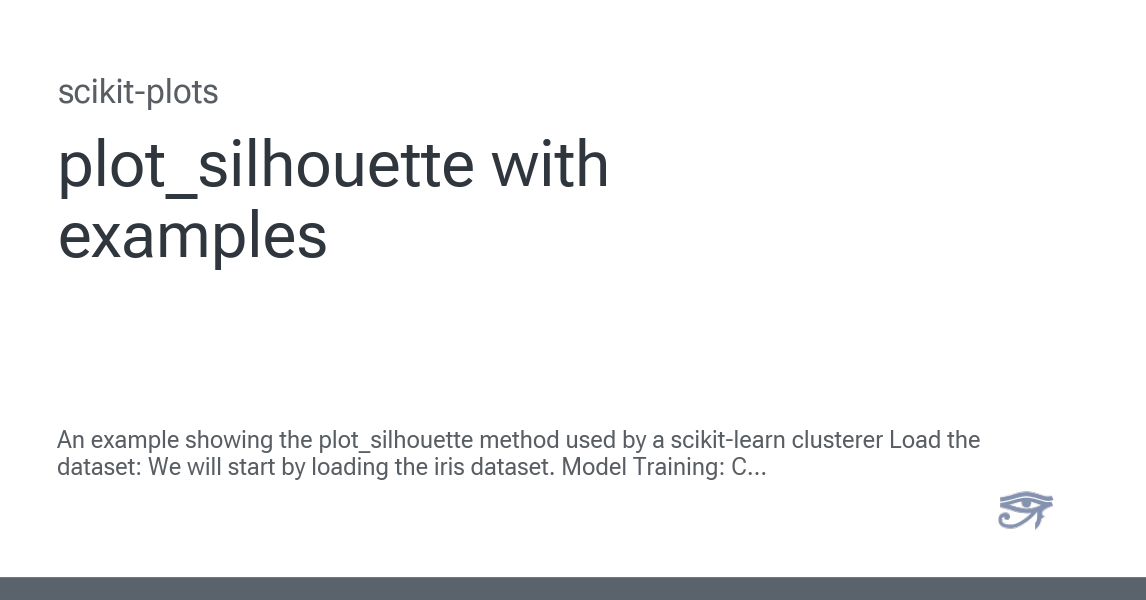 scikit-plots
plot_silhouette with
examples
An example showing the plot_silhouette method used by a scikit-learn clusterer Load the
dataset: We will start by loading the iris dataset. Model Training: C...